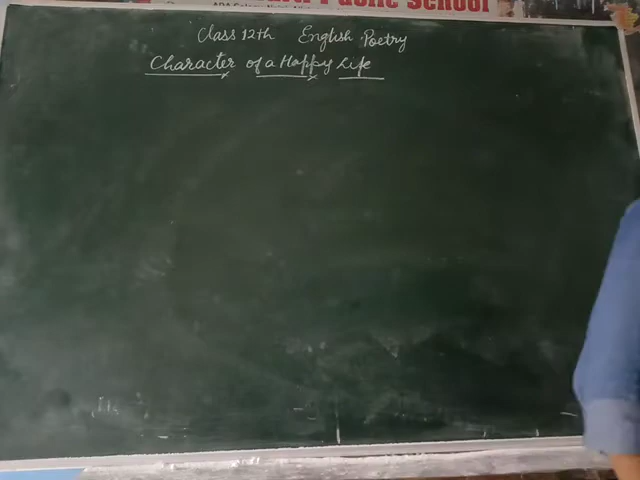 Public School
Class 12th English Poetry
Character of a Happy Life